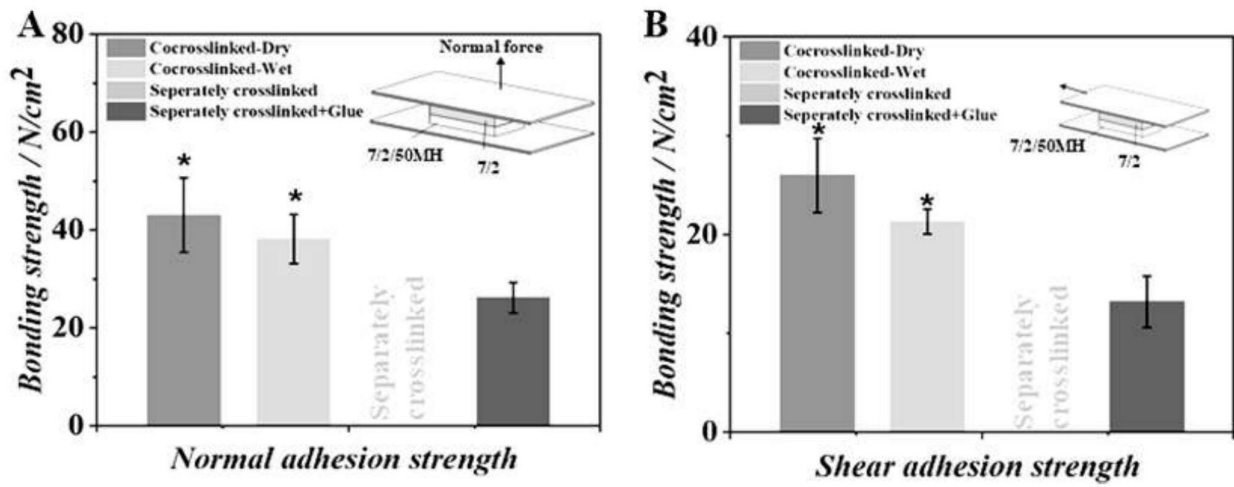 A
80
60
40
20
0
Bonding strength / N/cm²
Cocrosslinked-Dry
Cocrosslinked-Wet
Seperately crosslinked
Seperately crosslinked+Glue
Normal force
7/2/50MH
7/2
*
*
Separately
crosslinked
Normal adhesion strength
B
40
20
0
Bonding strength / N/cm²
Cocrosslinked-Dry
Cocrosslinked-Wet
Seperately crosslinked
Seperately crosslinked+Glue
7/2/50MH
7/2
*
*
Separately
crosslinked
Shear adhesion strength